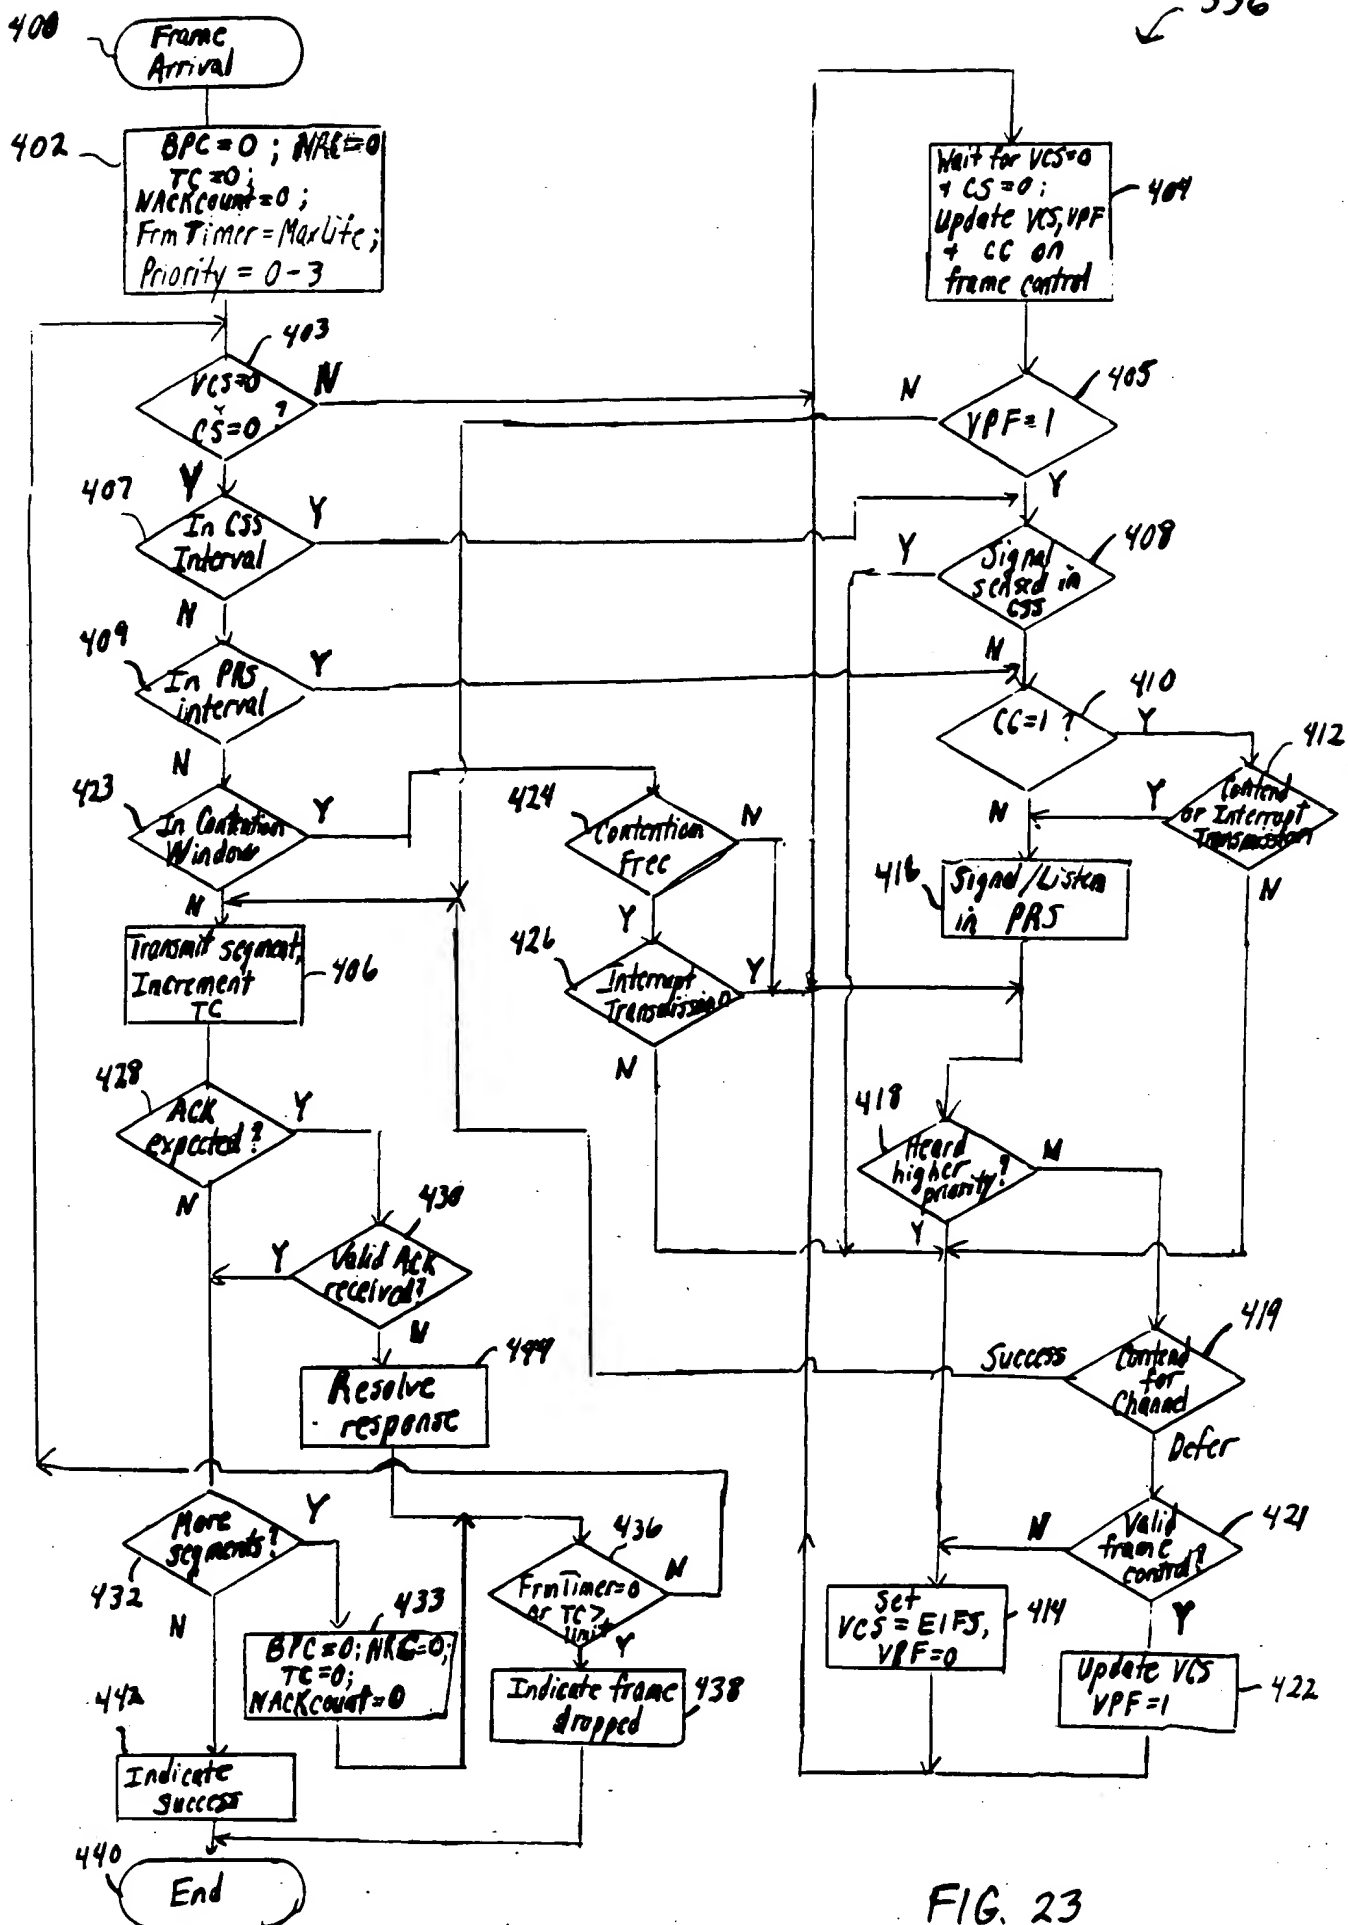 400
Frame
Arrival
336
402
BPC=0 ; NRC=0
TC=0;
NACKcount=0;
Frm Timer=MaxLife;
Priority = 0-3
Wait for VCS=0
+ CS=0;
Update VCS, VPF
+ CC on
frame control
404
403
VCS=0
CS=0 ?
N
Y
405
VPF=1
N
Y
407
In CSS
Interval
Y
N
408
Signal
sensed in
CSS
Y
N
409
In PRS
interval
Y
N
410
CC=1 ?
Y
N
412
Contend
or Interrupt
Transmission
Y
N
423
In Contention
Window
Y
N
424
Contention
Free
N
Y
416
Signal/Listen
in PRS
426
Interrupt
Transmission
Y
N
Transmit segment,
Increment
TC
406
428
ACK
expected?
Y
N
418
Heard
higher
priority?
N
Y
430
Valid ACK
received?
Y
N
419
Contend
for
Channel
Success
Defer
444
Resolve
response
More
segments?
432
Y
N
436
FrmTimer=0
or TC>
limit
N
Y
421
Valid
frame
control?
N
Y
433
BPC=0; NRC=0;
TC=0;
NACKcount=0
Set
VCS=EIFS,
VPF=0
414
Indicate frame
dropped
438
Update VCS
VPF=1
422
442
Indicate
success
440
End
FIG. 23